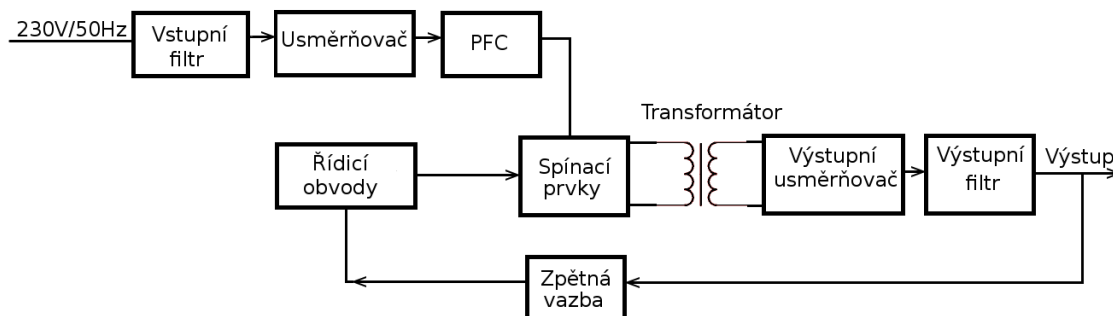 230V/50Hz
Vstupní
filtr
Usměrňovač
PFC
Transformátor
Řídicí
obvody
Spínací
prvky
Výstupní
usměrňovač
Výstupní
filtr
Výstup
Zpětná
vazba